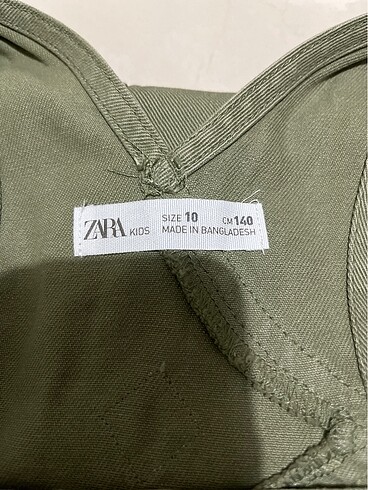 ZARA KIDS
SIZE 10 CM 140
MADE IN BANGLADESH